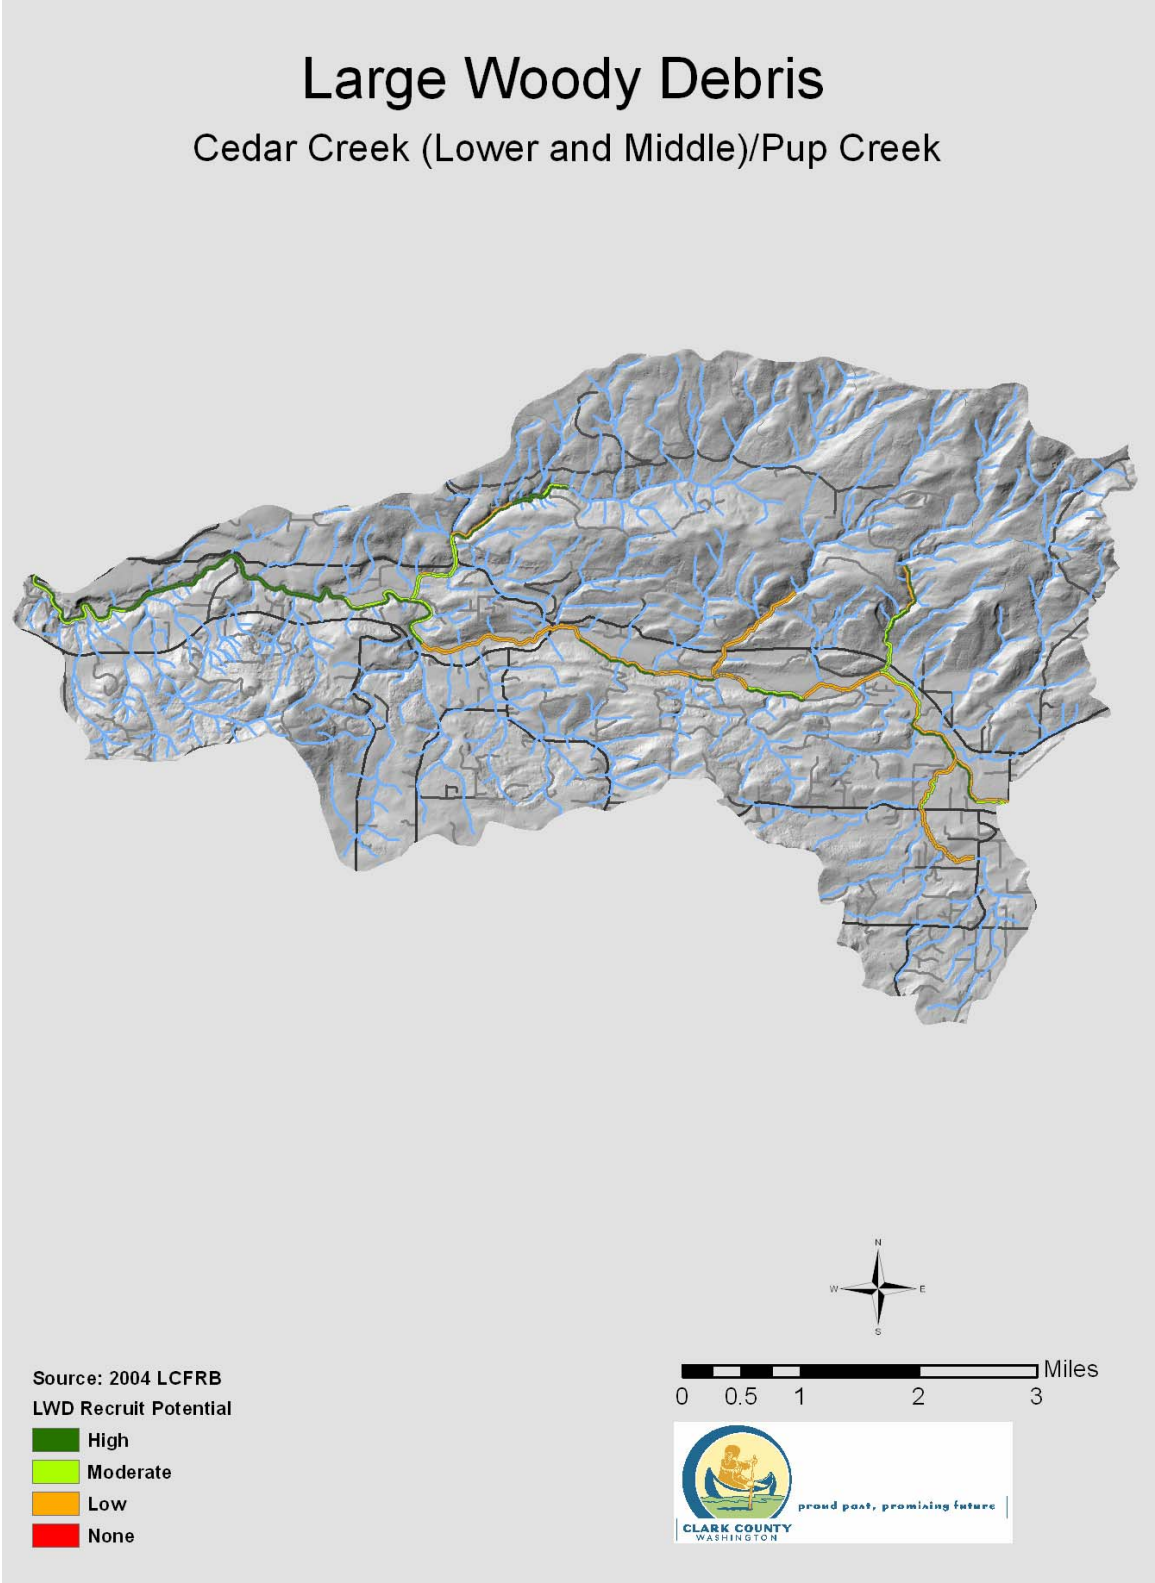 Large Woody Debris
Cedar Creek (Lower and Middle)/Pup Creek
N
W E
S
Source: 2004 LCFRB
LWD Recruit Potential
High
Moderate
Low
None
Miles
0 0.5 1 2 3
proud past, promising future
CLARK COUNTY
WASHINGTON